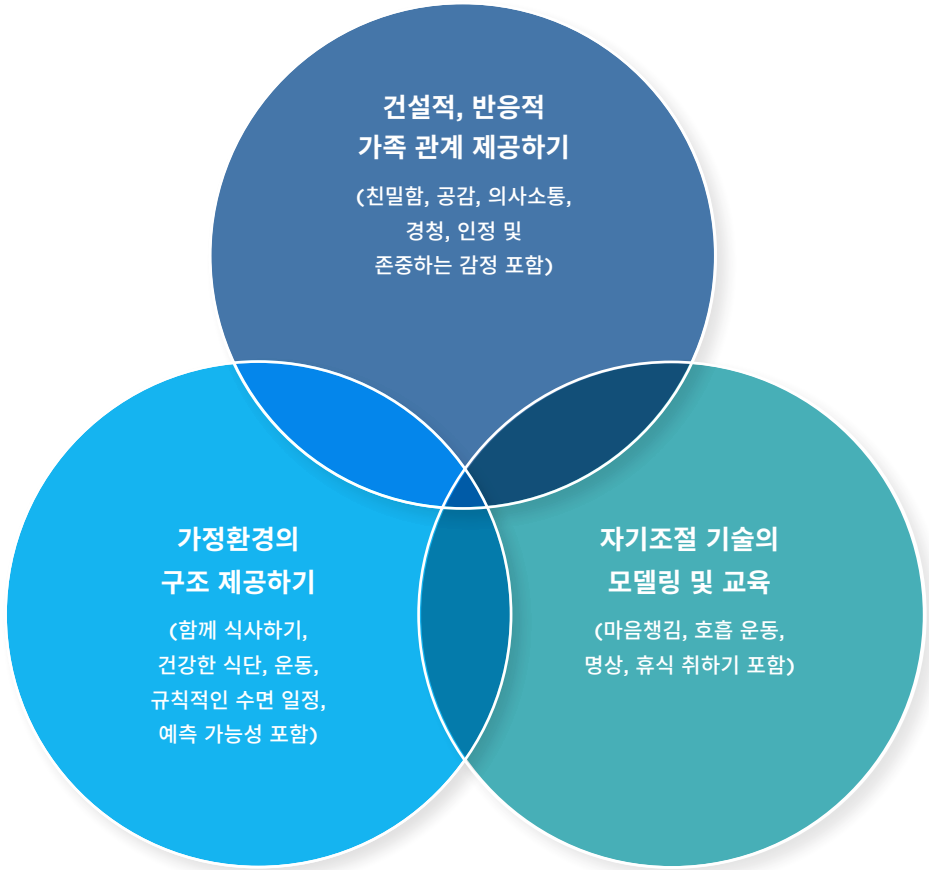 건설적, 반응적
가족 관계 제공하기
(친밀함, 공감, 의사소통,
경청, 인정 및
존중하는 감정 포함)
가정환경의
구조 제공하기
(함께 식사하기,
건강한 식단, 운동,
규칙적인 수면 일정,
예측 가능성 포함)
자기조절 기술의
모델링 및 교육
(마음챙김, 호흡 운동,
명상, 휴식 취하기 포함)